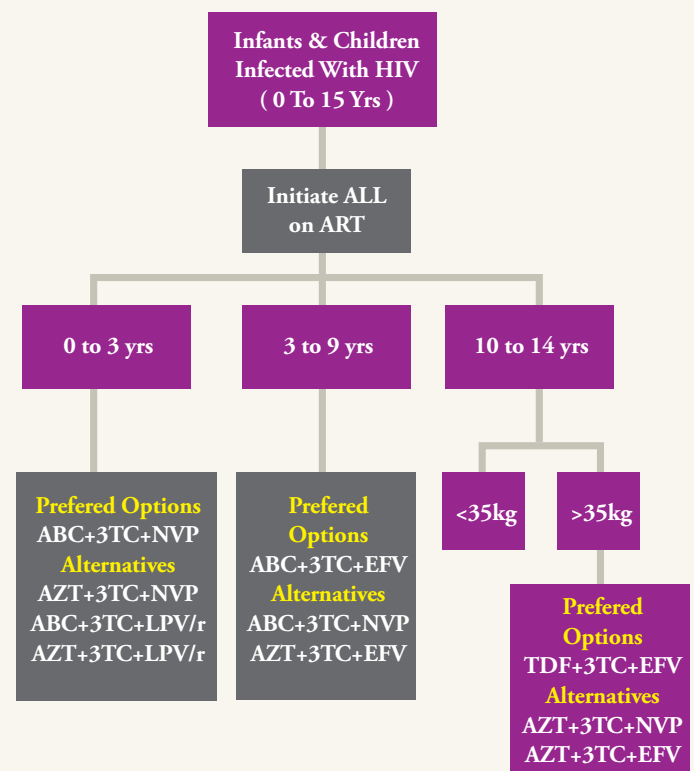 Infants & Children
Infected With HIV
( 0 To 15 Yrs )
Initiate ALL
on ART
0 to 3 yrs
3 to 9 yrs
10 to 14 yrs
Prefered Options
ABC+3TC+NVP
Alternatives
AZT+3TC+NVP
ABC+3TC+LPV/r
AZT+3TC+LPV/r
Prefered
Options
ABC+3TC+EFV
Alternatives
ABC+3TC+NVP
AZT+3TC+EFV
<35kg
>35kg
Prefered
Options
TDF+3TC+EFV
Alternatives
AZT+3TC+NVP
AZT+3TC+EFV